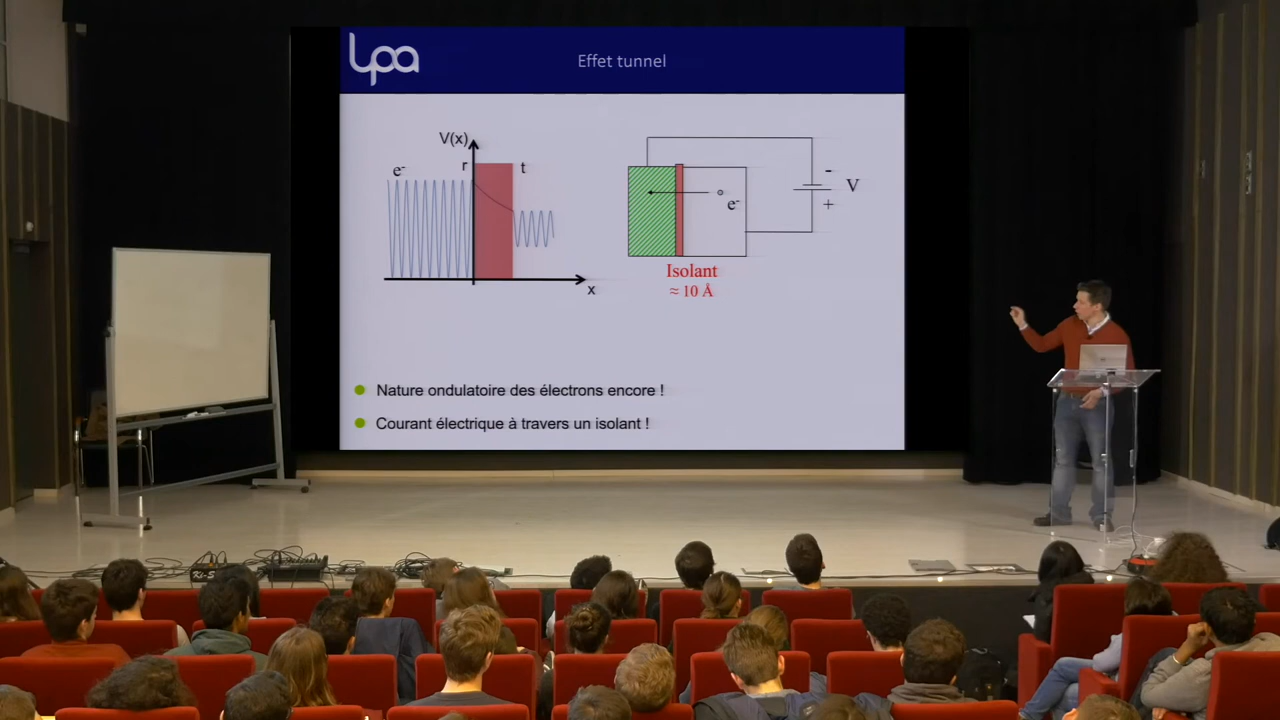 lpa
Effet tunnel
V(x)
r
t
e-
x
-
V
+
e-
Isolant
≈ 10 Å
Nature ondulatoire des électrons encore !
Courant électrique à travers un isolant !